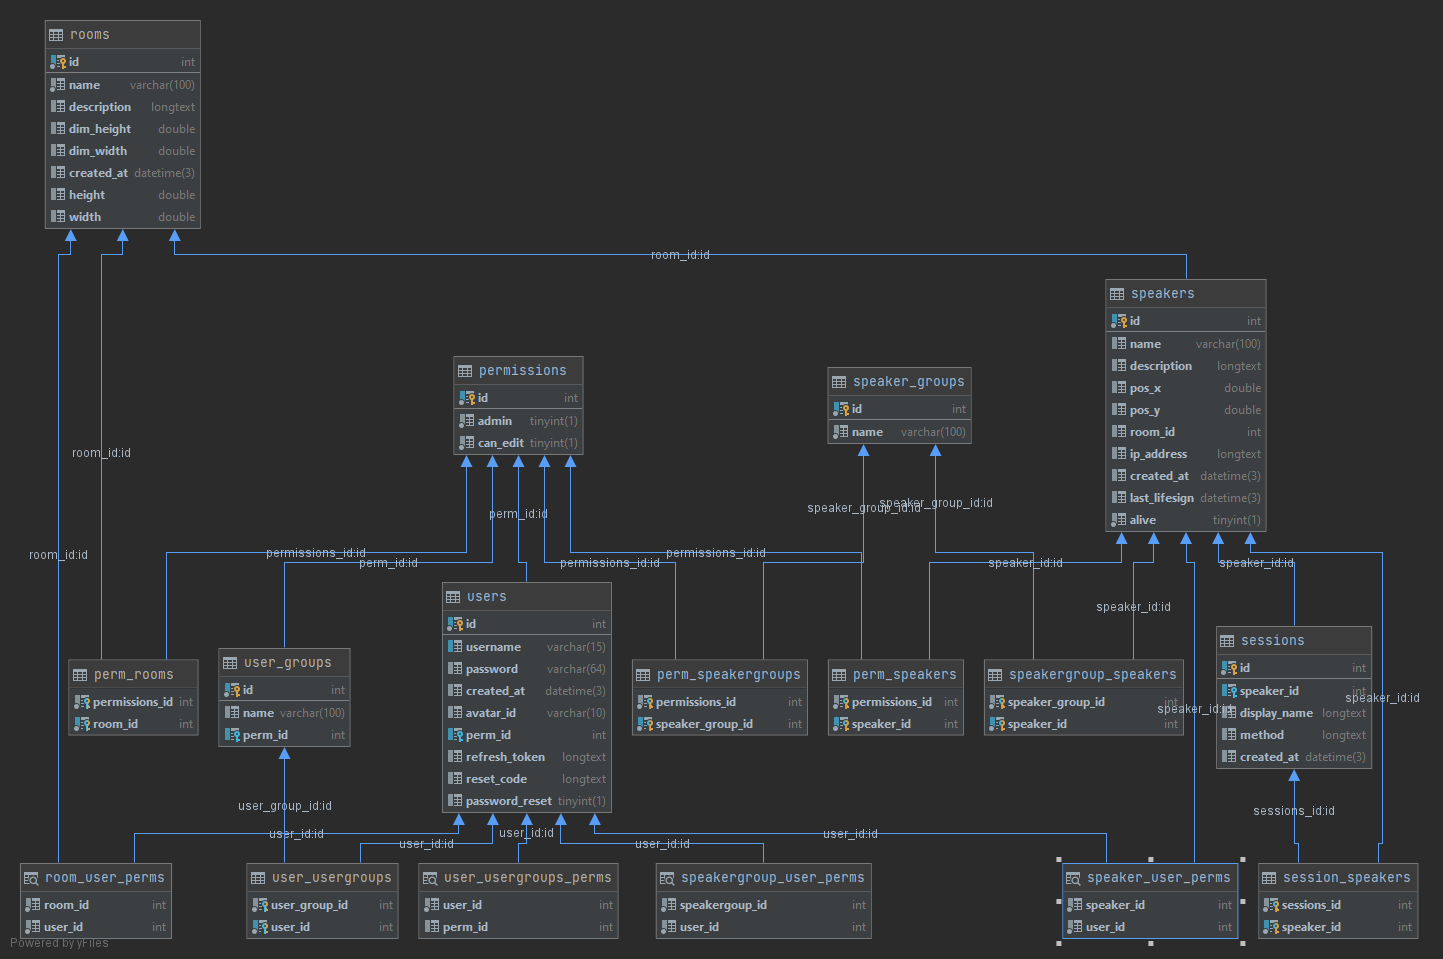 rooms
id int
name varchar(100)
description longtext
dim_height double
dim_width double
created_at datetime(3)
height double
width double
room_id:id
speakers
id int
name varchar(100)
description longtext
pos_x double
pos_y double
room_id int
ip_address longtext
created_at datetime(3)
last_lifesign datetime(3)
alive tinyint(1)
permissions
id int
admin tinyint(1)
can_edit tinyint(1)
speaker_groups
id int
name varchar(100)
room_id:id
perm_id:id
speaker_group_id:id
speaker_group_id:id
room_id:id
permissions_id:id
perm_id:id
permissions_id:id
permissions_id:id
speaker_id:id
speaker_id:id
speaker_id:id
users
id int
username varchar(15)
password varchar(64)
created_at datetime(3)
avatar_id varchar(10)
perm_id int
refresh_token longtext
reset_code longtext
password_reset tinyint(1)
perm_rooms
permissions_id int
room_id int
user_groups
id int
name varchar(100)
perm_id int
perm_speakergroups
permissions_id int
speaker_group_id int
perm_speakers
permissions_id int
speaker_id int
speakergroup_speakers
speaker_group_id int
speaker_id int
speaker_id:id
sessions
id int
speaker_id int
display_name longtext
method longtext
created_at datetime(3)
speaker_id:id
user_group_id:id
user_id:id
user_id:id
user_id:id
user_id:id
user_id:id
sessions_id:id
room_user_perms
room_id int
user_id int
user_usergroups
user_group_id int
user_id int
user_usergroups_perms
user_id int
perm_id int
speakergroup_user_perms
speakergoup_id int
user_id int
speaker_user_perms
speaker_id int
user_id int
session_speakers
sessions_id int
speaker_id int
Powered by yFiles